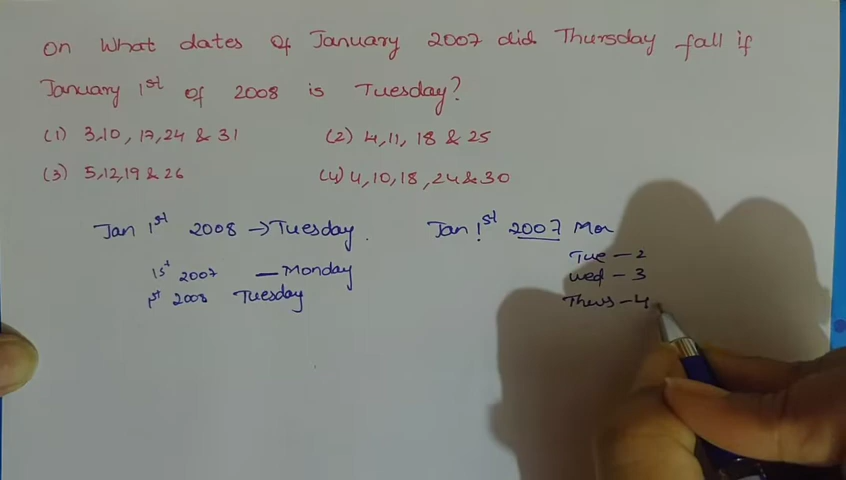 on What dates of January 2007 did Thursday fall if
January 1st of 2008 is Tuesday?
(1) 3,10, 17,24 & 31 (2) 4,11, 18 & 25
(3) 5,12,19 & 26 (4) 4,10,18,24 & 30
Jan 1st 2008 → Tuesday. Jan 1st 2007 Mon
1st 2007 — Monday
1st 2008 Tuesday
Tue — 2
wed — 3
Thurs — 4